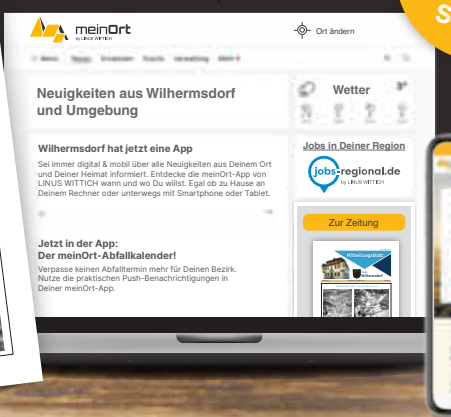 S
meinOrt
by LINUS WITTICH
Ort ändern
Neuigkeiten aus Wilhermsdorf
und Umgebung
Wetter
3°
Wilhermsdorf hat jetzt eine App
Sei immer digital & mobil über alle Neuigkeiten aus Deinem Ort
und Deiner Heimat informiert. Entdecke die meinOrt-App von
LINUS WITTICH wann und wo Du willst. Egal ob zu Hause an
Deinem Rechner oder unterwegs mit Smartphone oder Tablet.
Jobs in Deiner Region
jobs-regional.de
by LINUS WITTICH
Zur Zeitung
Mitteilungsblatt
Wilhermsdorf
Jetzt in der App:
Der meinOrt-Abfallkalender!
Verpasse keinen Abfalltermin mehr für Deinen Bezirk.
Nutze die praktischen Push-Benachrichtigungen in
Deiner meinOrt-App.